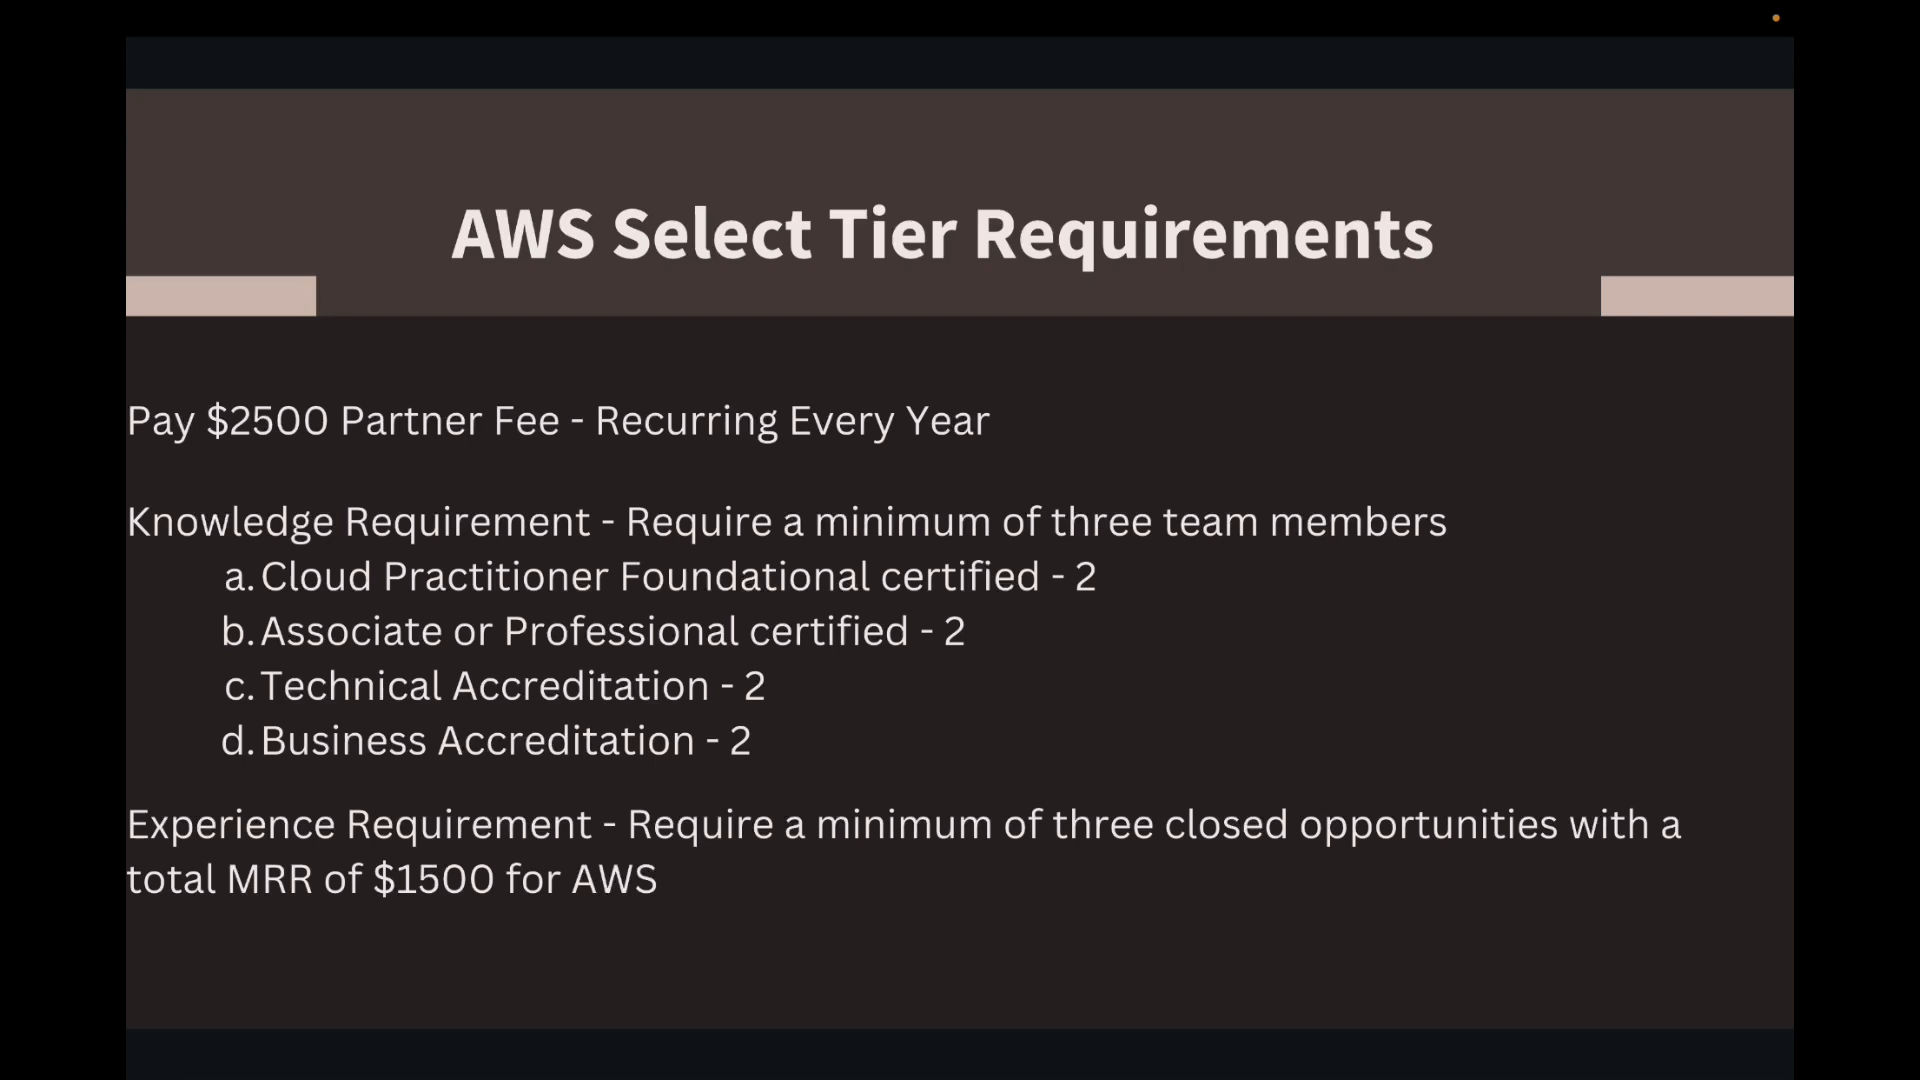 AWS Select Tier Requirements
Pay $2500 Partner Fee - Recurring Every Year
Knowledge Requirement - Require a minimum of three team members
a. Cloud Practitioner Foundational certified - 2
b. Associate or Professional certified - 2
c. Technical Accreditation - 2
d. Business Accreditation - 2
Experience Requirement - Require a minimum of three closed opportunities with a
total MRR of $1500 for AWS